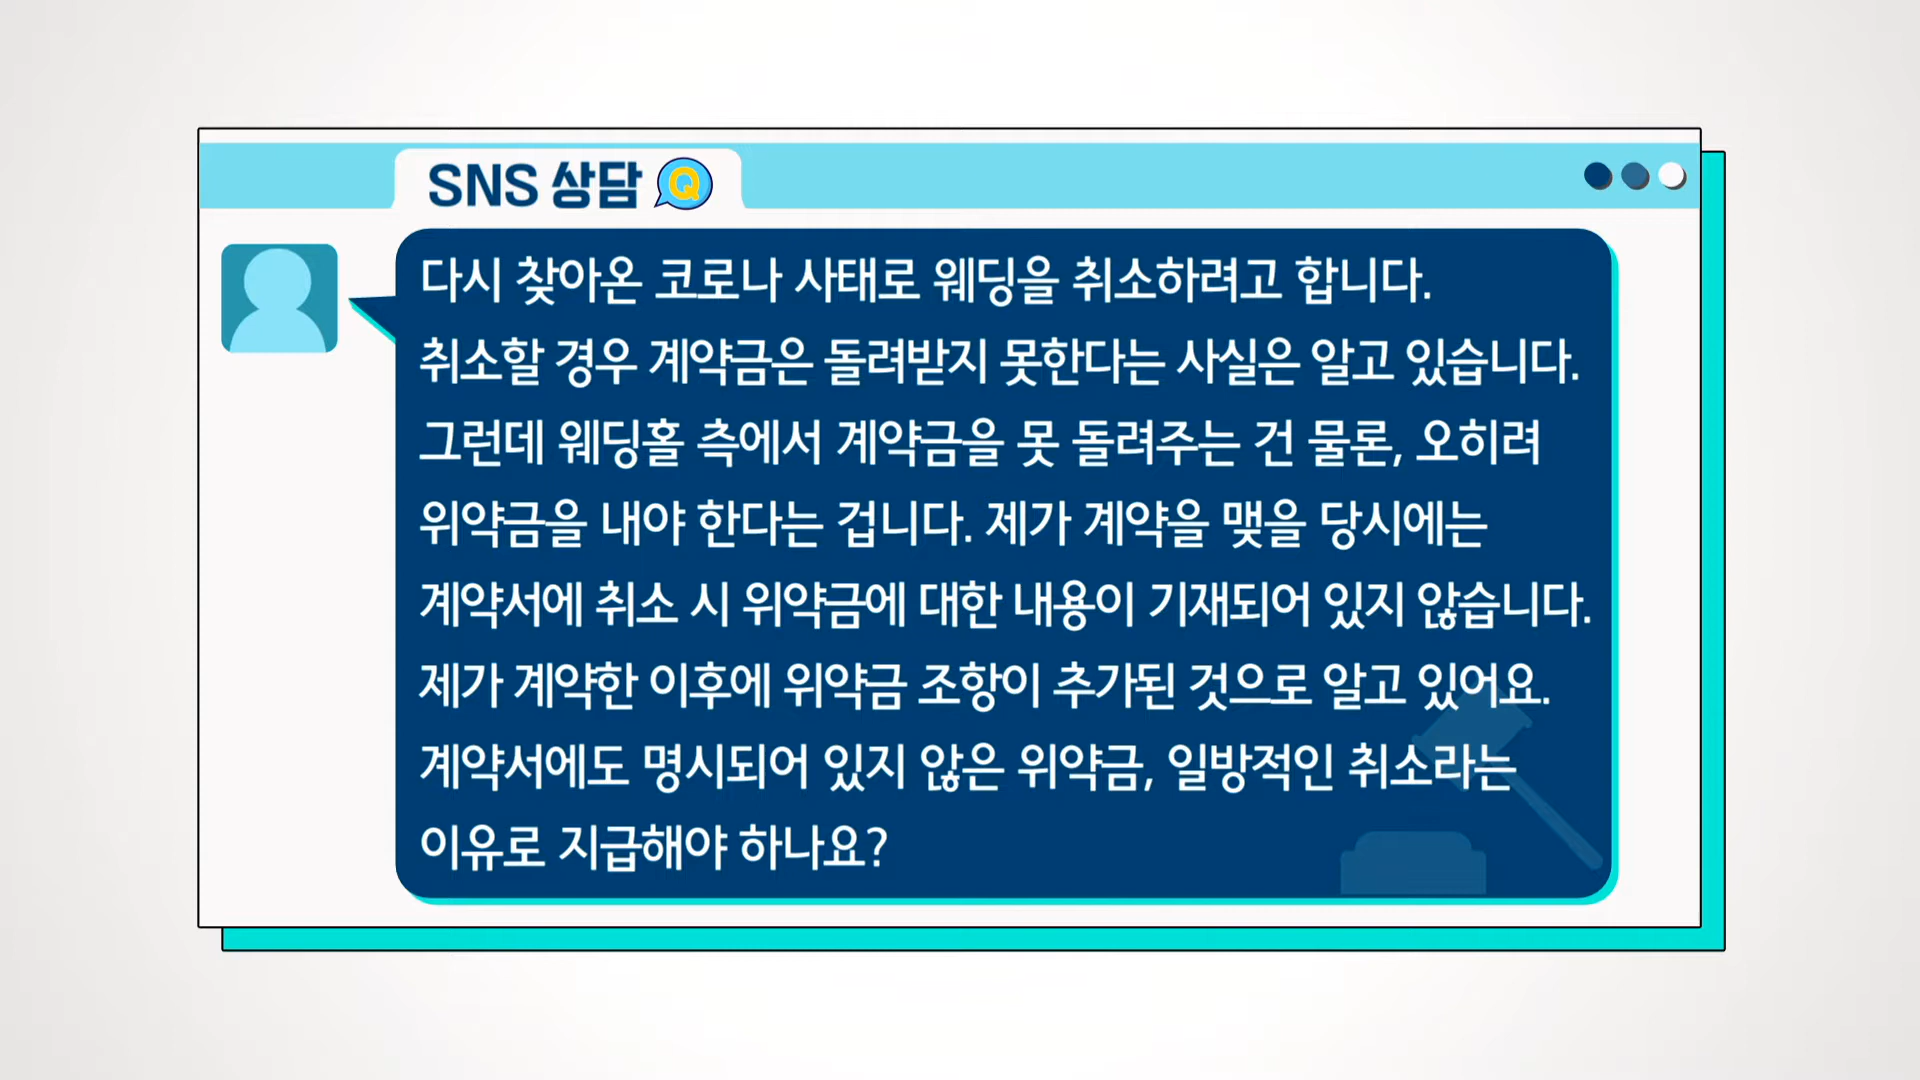 SNS 상담 Q
다시 찾아온 코로나 사태로 웨딩을 취소하려고 합니다.
취소할 경우 계약금은 돌려받지 못한다는 사실은 알고 있습니다.
그런데 웨딩홀 측에서 계약금을 못 돌려주는 건 물론, 오히려
위약금을 내야 한다는 겁니다. 제가 계약을 맺을 당시에는
계약서에 취소 시 위약금에 대한 내용이 기재되어 있지 않습니다.
제가 계약한 이후에 위약금 조항이 추가된 것으로 알고 있어요.
계약서에도 명시되어 있지 않은 위약금, 일방적인 취소라는
이유로 지급해야 하나요?